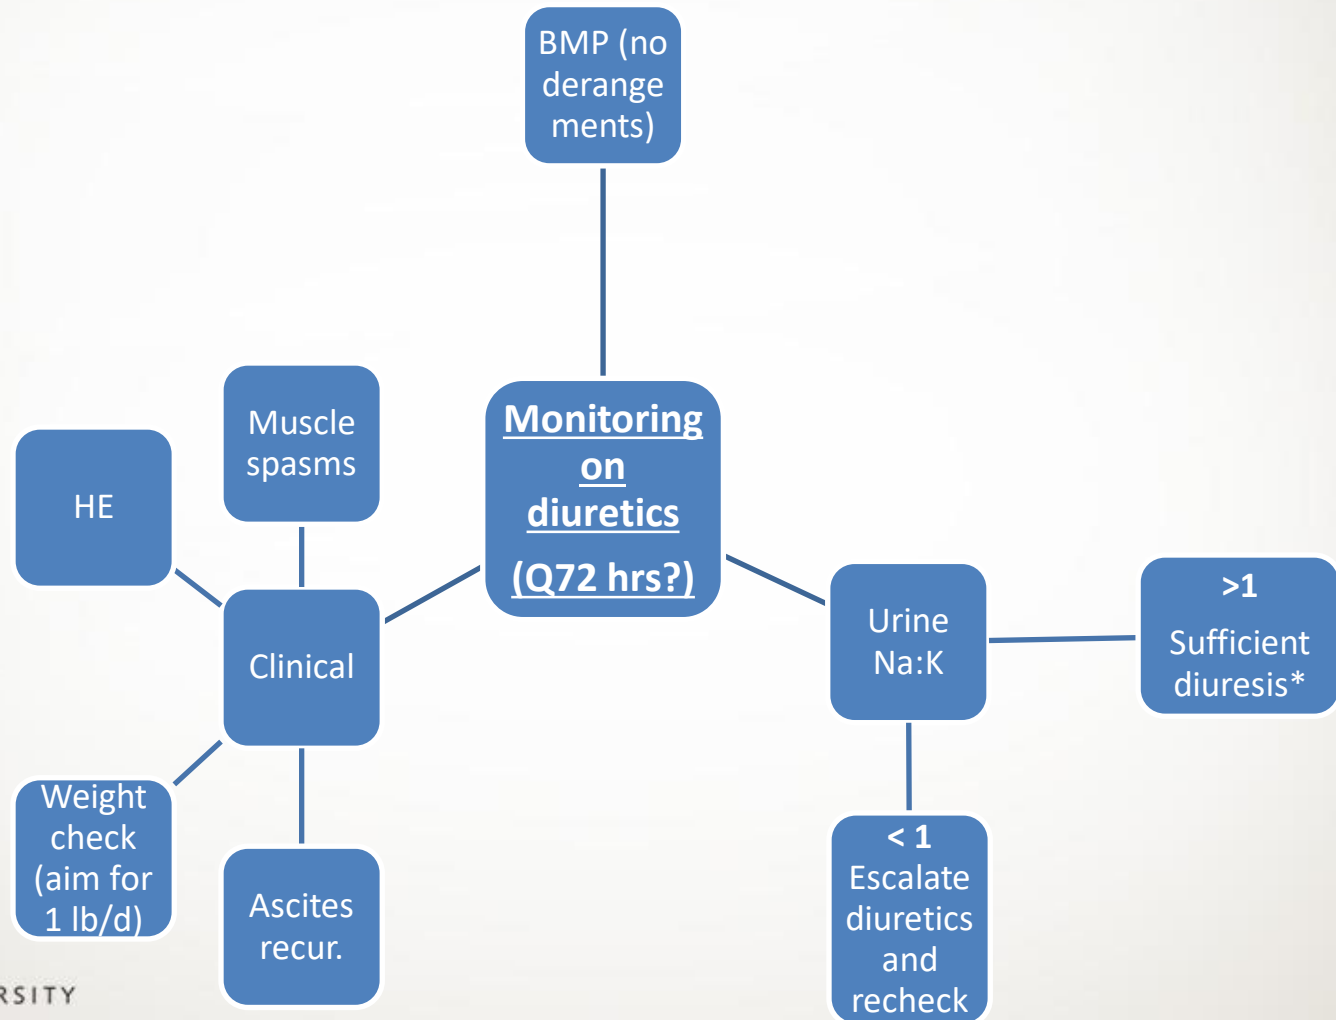 BMP (no
derange
ments)
Monitoring
on
diuretics
(Q72 hrs?)
Muscle
spasms
HE
Clinical
Weight
check
(aim for
1 lb/d)
Ascites
recur.
Urine
Na:K
>1
Sufficient
diuresis*
< 1
Escalate
diuretics
and
recheck
RSITY